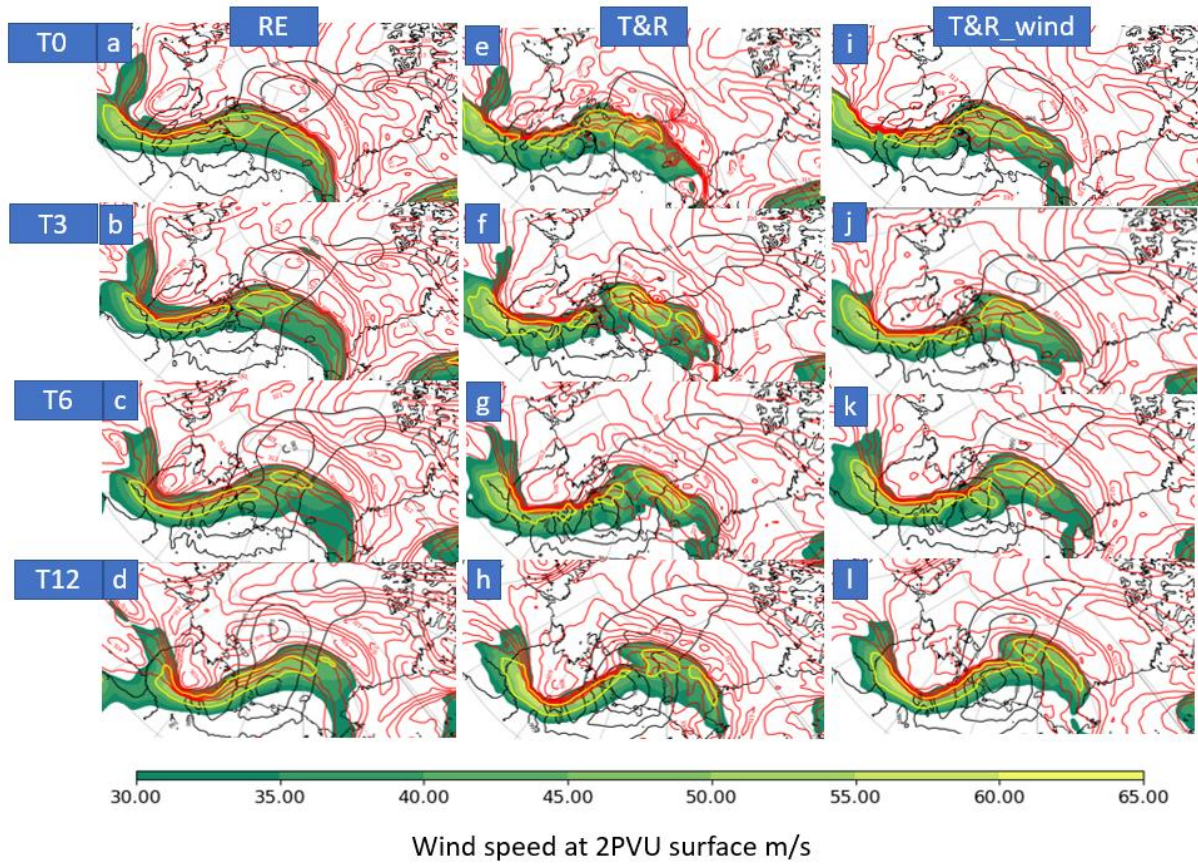 RE
T&R
T&R_wind
T0
a
e
i
T3
b
f
j
T6
c
g
k
T12
d
h
l
30.00
35.00
40.00
45.00
50.00
55.00
60.00
65.00
Wind speed at 2PVU surface m/s